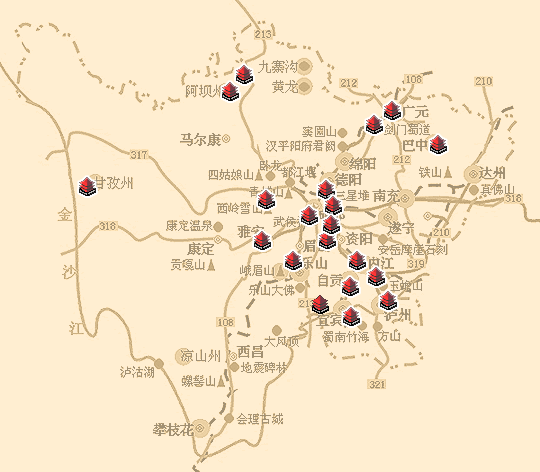 213
九寨沟
阿坝州
黄龙
212
108
210
广元
剑门蜀道
窦圌山
汉平阳府君阙
马尔康
巴中
317
卧龙
绵阳
212
四姑娘山
都江堰
德阳
铁山
达州
甘孜州
青城山
三星堆
南充
真佛山
西岭雪山
318
金
318
康定温泉
武侯
遂宁
雅安
210
康定
眉
资阳
安岳摩崖石刻
贡嘎山
峨眉山
乐山
内江
319
沙
自贡
玉蟾山
乐山大佛
213
泸州
江
108
宜宾
大风顶
蜀南竹海
方山
凉山州
西昌
泸沽湖
地震碑林
螺髻山
321
会理古城
攀枝花